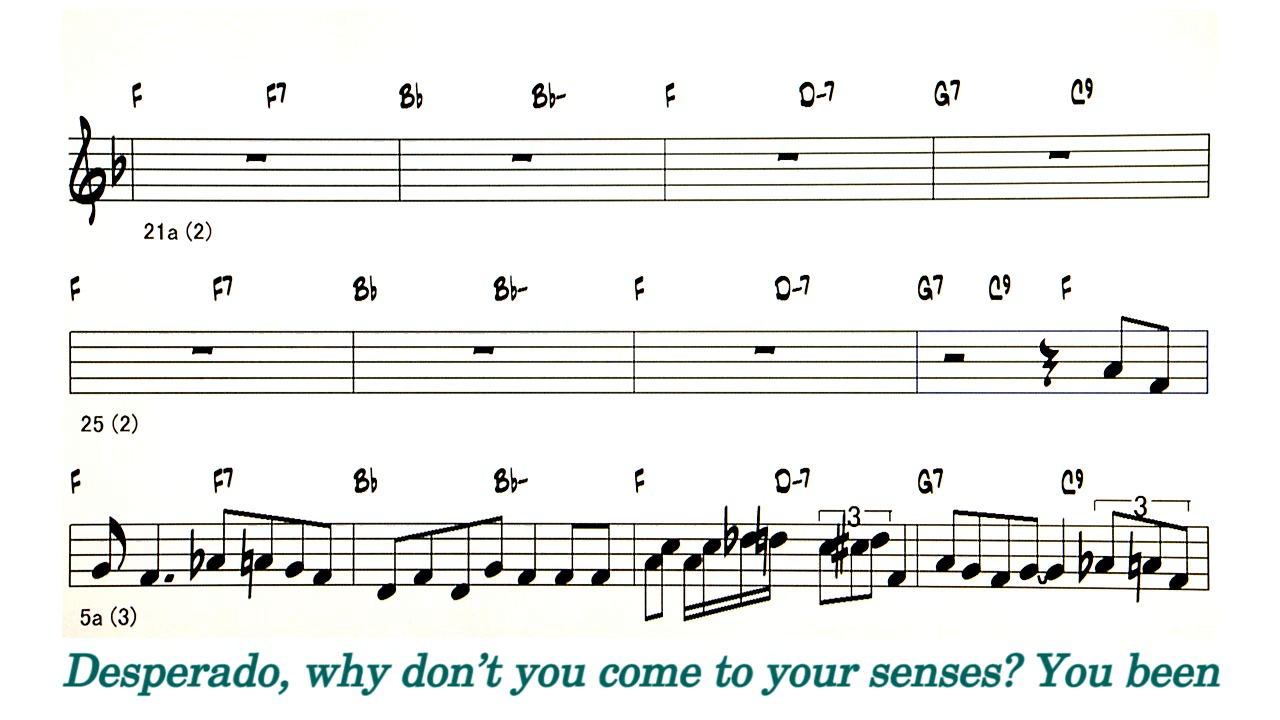 F F7 Bb Bb- F D-7 G7 C9
21a (2)
F F7 Bb Bb- F D-7 G7 C9 F
25 (2)
F F7 Bb Bb- F D-7 G7 C9
3 3
5a (3)
Desperado, why don't you come to your senses? You been